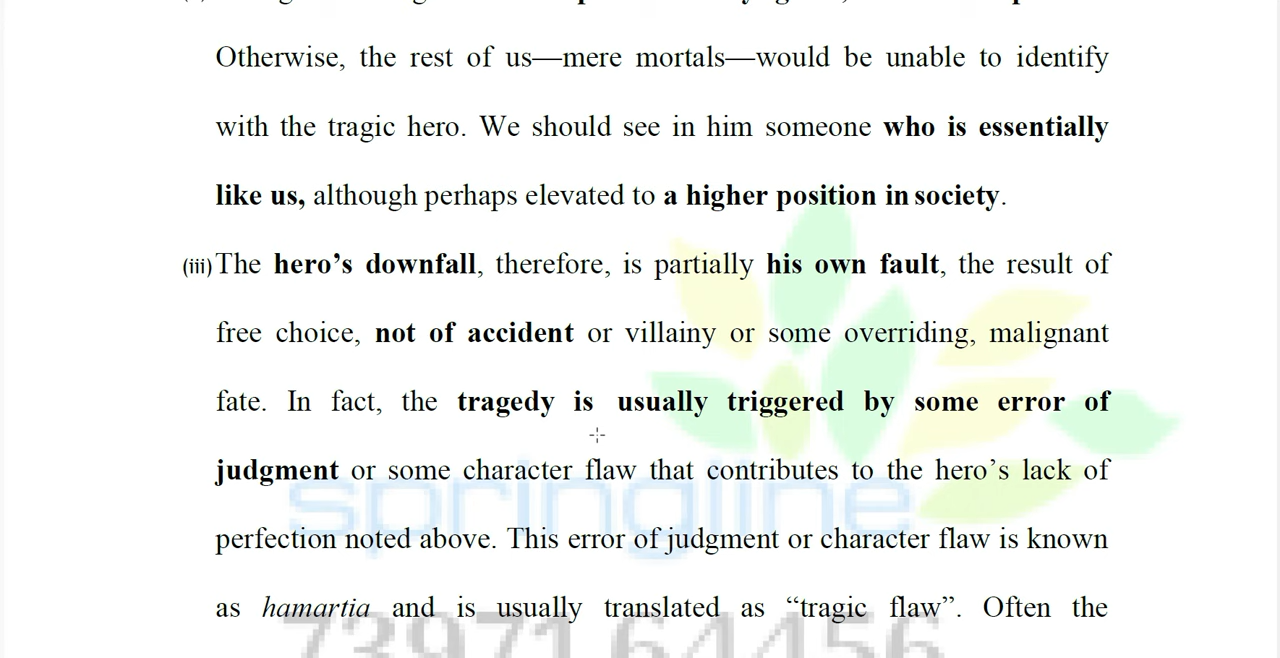 Otherwise, the rest of us—mere mortals—would be unable to identify
with the tragic hero. We should see in him someone who is essentially
like us, although perhaps elevated to a higher position in society.
(iii) The hero’s downfall, therefore, is partially his own fault, the result of
free choice, not of accident or villainy or some overriding, malignant
fate. In fact, the tragedy is usually triggered by some error of
judgment or some character flaw that contributes to the hero’s lack of
springline
perfection noted above. This error of judgment or character flaw is known
as hamartia and is usually translated as “tragic flaw”. Often the